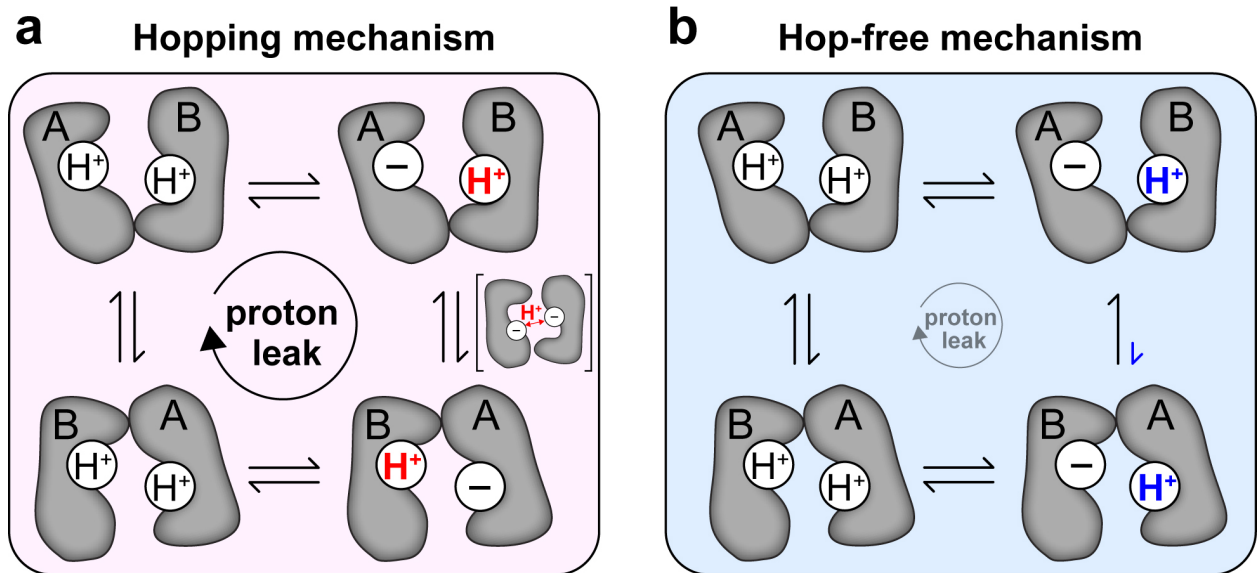 a Hopping mechanism
A B A B
H⁺ H⁺ − H⁺
proton
leak
H⁺
− −
B A B A
H⁺ H⁺ H⁺ −
b Hop-free mechanism
A B A B
H⁺ H⁺ − H⁺
proton
leak
B A B A
H⁺ H⁺ − H⁺